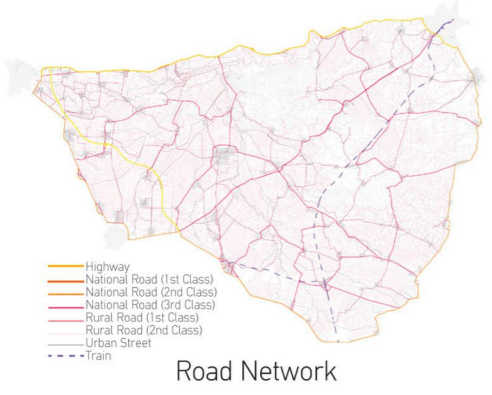 Highway
National Road (1st Class)
National Road (2nd Class)
National Road (3rd Class)
Rural Road (1st Class)
Rural Road (2nd Class)
Urban Street
Train
Road Network